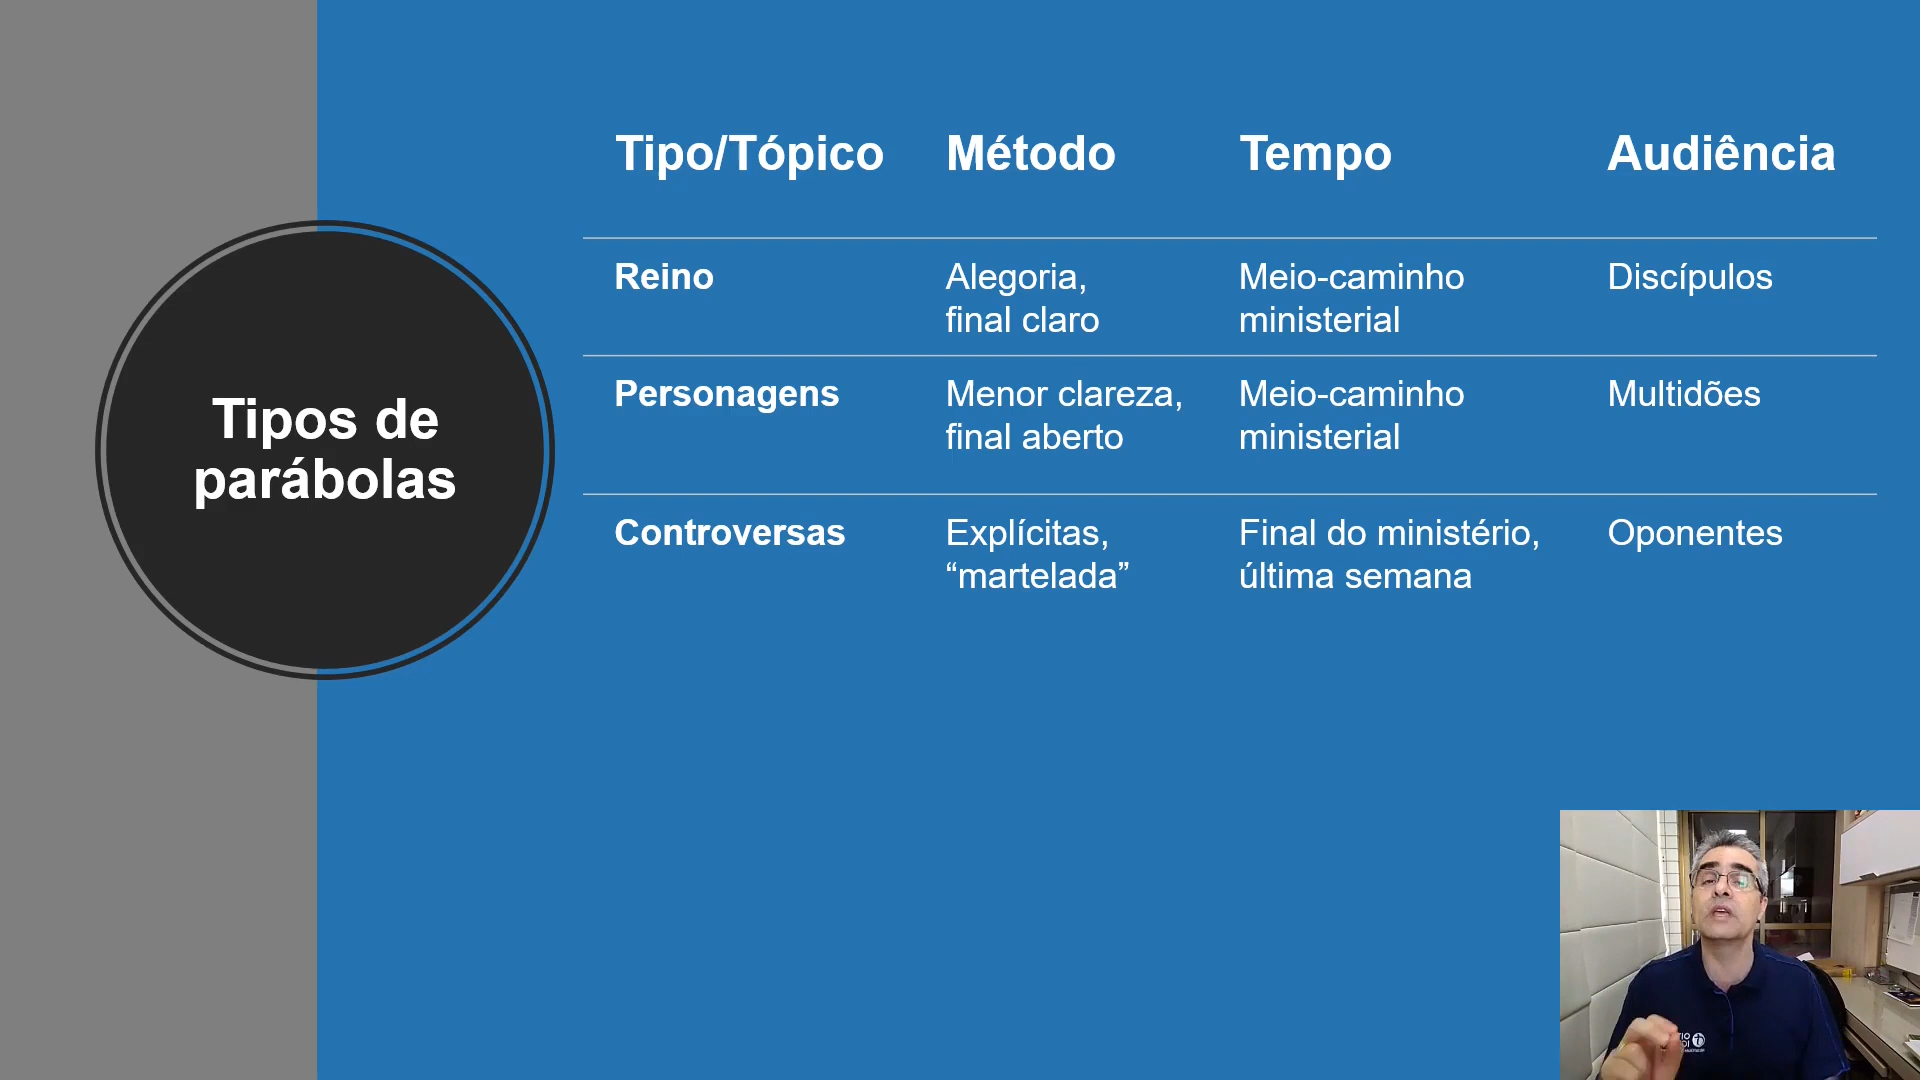 Tipos de
parábolas
Tipo/Tópico Método Tempo Audiência
Reino Alegoria, Meio-caminho Discípulos
final claro ministerial
Personagens Menor clareza, Meio-caminho Multidões
final aberto ministerial
Controversas Explícitas, Final do ministério, Oponentes
“martelada” última semana